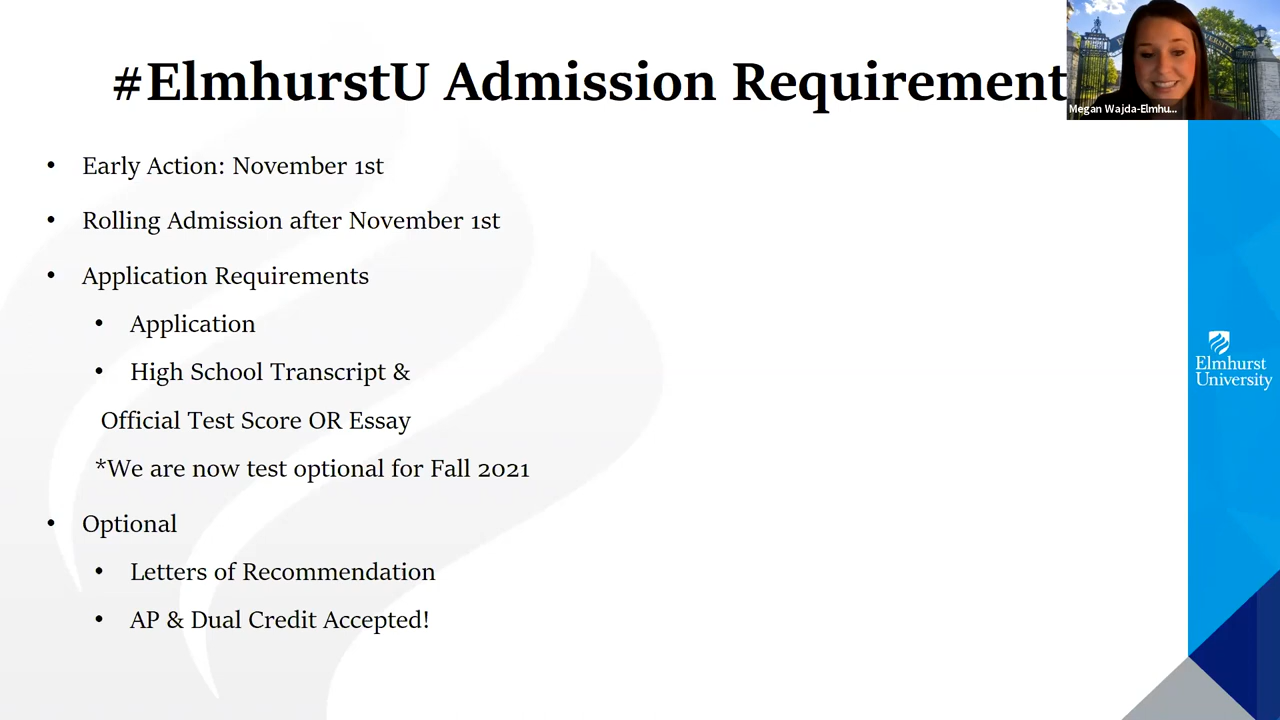 #ElmhurstU Admission Requirement
Megan Wajda-Elmhu...
• Early Action: November 1st
• Rolling Admission after November 1st
• Application Requirements
• Application
• High School Transcript &
Official Test Score OR Essay
*We are now test optional for Fall 2021
• Optional
• Letters of Recommendation
• AP & Dual Credit Accepted!
Elmhurst
University